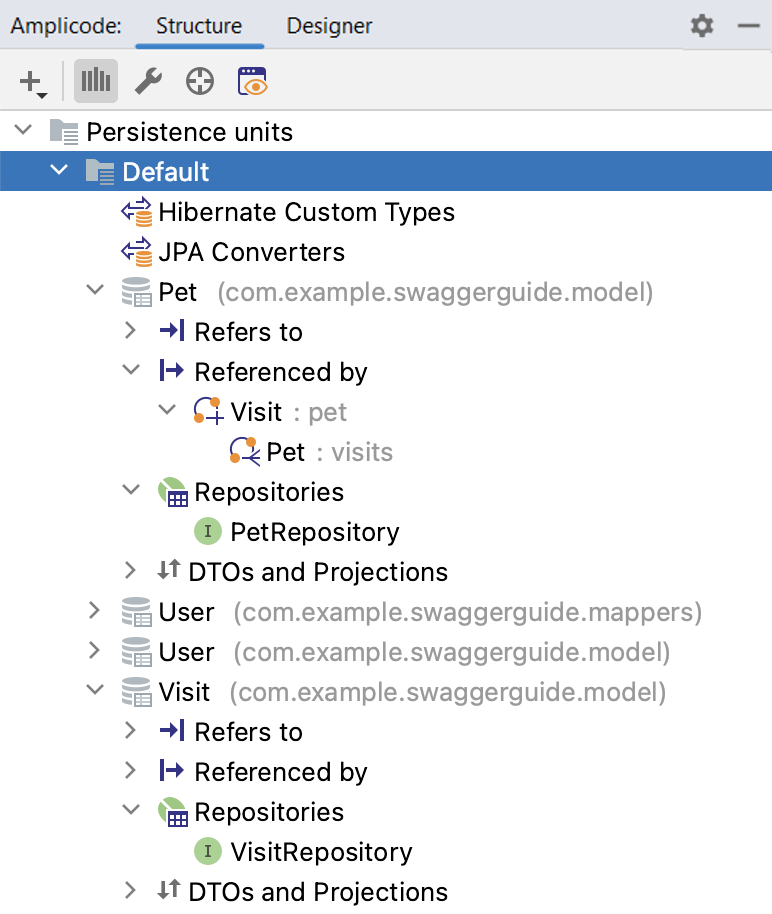 Amplicode: Structure Designer
Persistence units
Default
Hibernate Custom Types
JPA Converters
Pet (com.example.swaggerguide.model)
Refers to
Referenced by
Visit : pet
Pet : visits
Repositories
I PetRepository
DTOs and Projections
User (com.example.swaggerguide.mappers)
User (com.example.swaggerguide.model)
Visit (com.example.swaggerguide.model)
Refers to
Referenced by
Repositories
I VisitRepository
DTOs and Projections